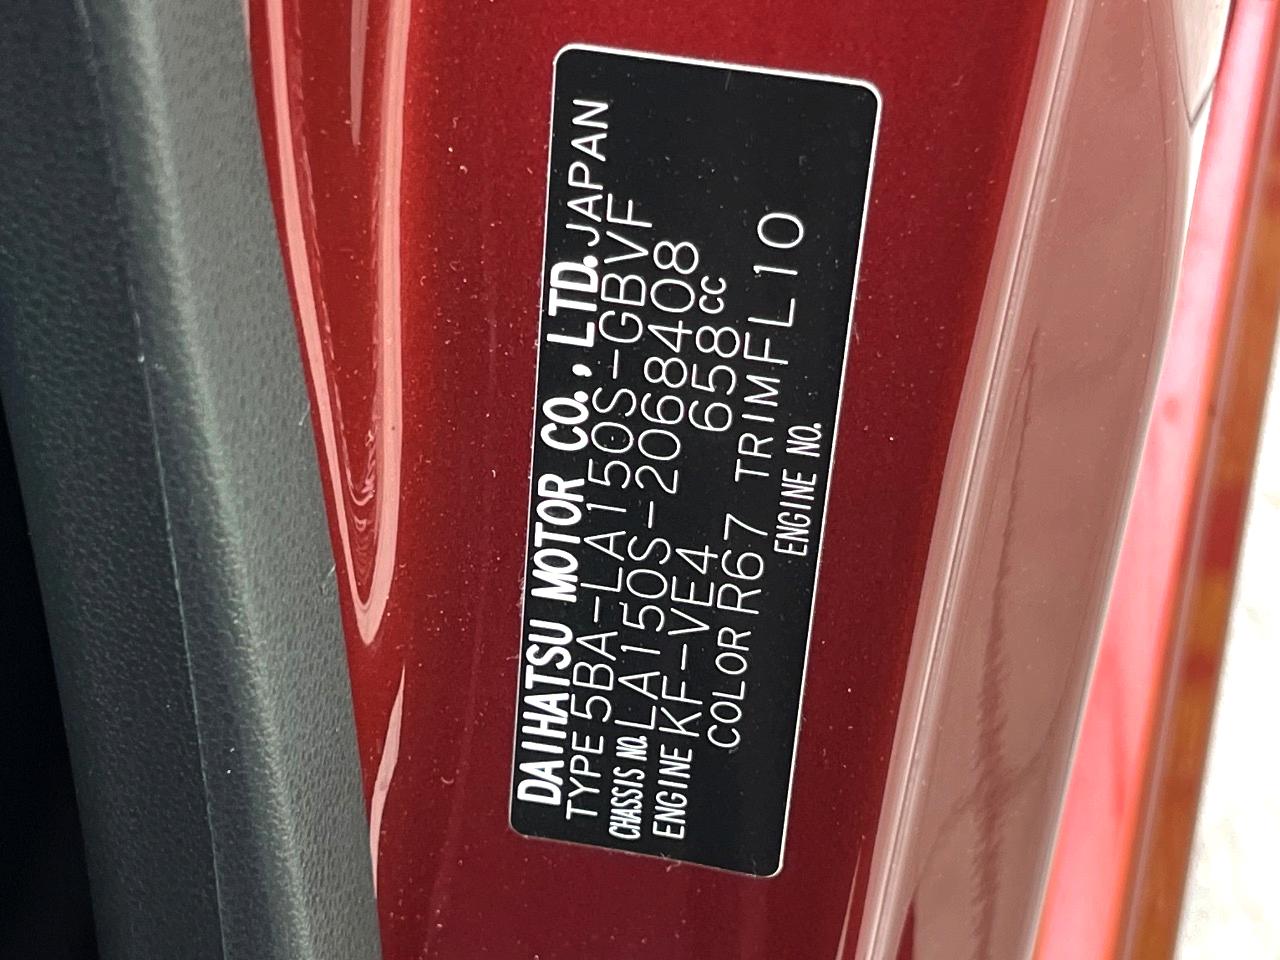 DAIHATSU MOTOR CO., LTD. JAPAN
TYPE 5BA-LA150S-GBVF
CHASSIS NO. LA150S-2068408
ENGINE KF-VE4 658cc
COLOR R67 TRIM FL10
ENGINE NO.